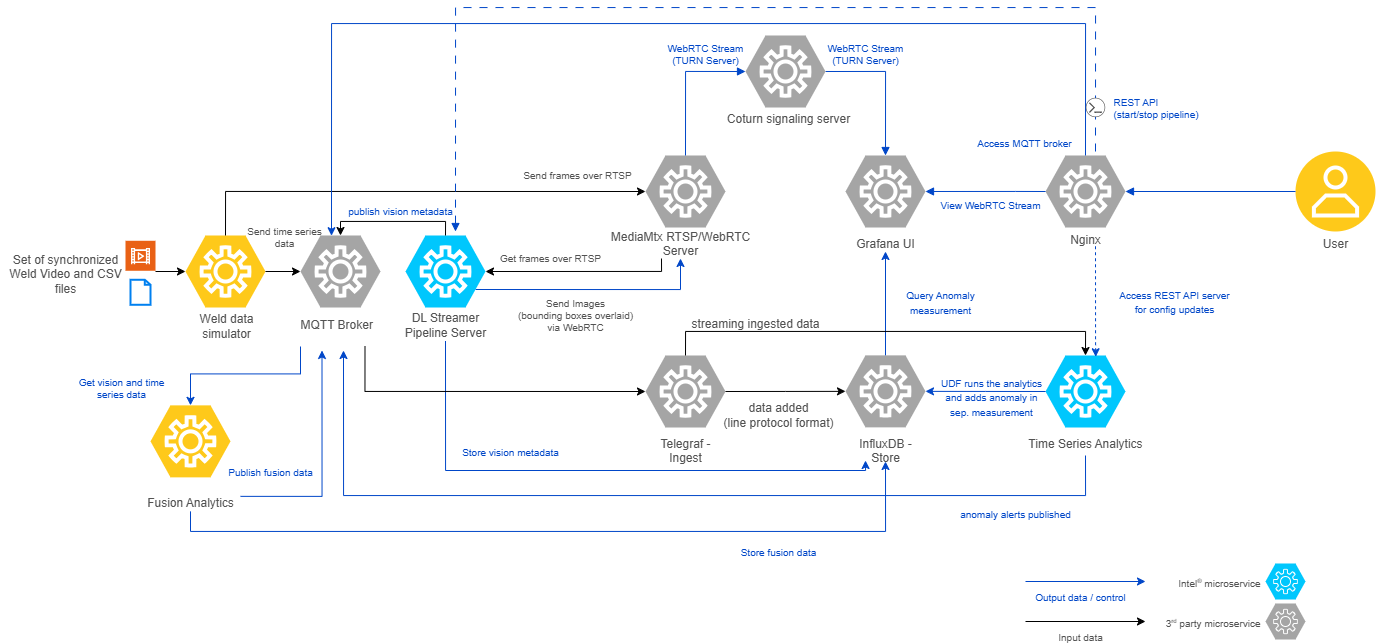 WebRTC Stream
(TURN Server)
WebRTC Stream
(TURN Server)
Coturn signaling server
REST API
(start/stop pipeline)
Access MQTT broker
Send frames over RTSP
publish vision metadata
View WebRTC Stream
Send time series
data
MediaMtx RTSP/WebRTC
Server
Grafana UI
Nginx
User
Set of synchronized
Weld Video and CSV
files
Get frames over RTSP
Weld data
simulator
MQTT Broker
DL Streamer
Pipeline Server
Send Images
(bounding boxes overlaid)
via WebRTC
Query Anomaly
measurement
Access REST API server
for config updates
streaming ingested data
Get vision and time
series data
UDF runs the analytics
and adds anomaly in
sep. measurement
data added
(line protocol format)
Telegraf -
Ingest
InfluxDB -
Store
Time Series Analytics
Store vision metadata
Publish fusion data
Fusion Analytics
anomaly alerts published
Store fusion data
Output data / control
Intel® microservice
Input data
3rd party microservice